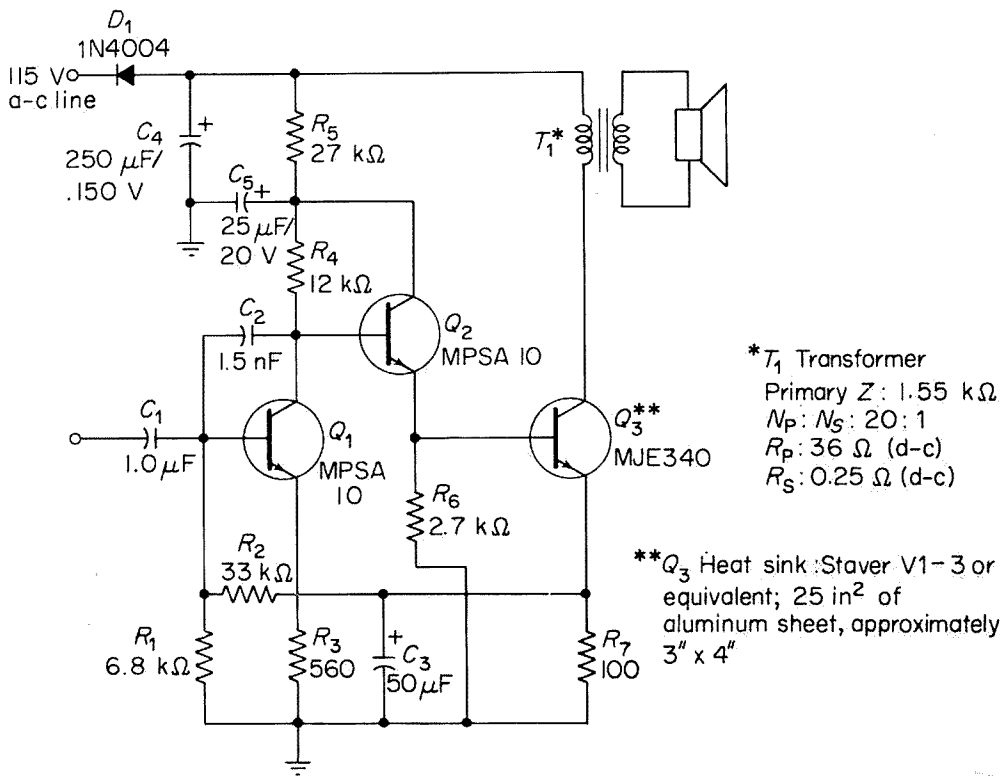 D1
1N4004
115 V
a-c line
C4
250 μF/
.150 V
R5
27 kΩ
C5
25 μF/
20 V
R4
12 kΩ
T1*
C2
1.5 nF
Q2
MPSA 10
C1
1.0 μF
Q1
MPSA
10
Q3**
MJE340
R6
2.7 kΩ
R2
33 kΩ
R1
6.8 kΩ
R3
560
+
C3
50 μF
R7
100
+
+
*T1 Transformer
Primary Z: 1.55 kΩ
NP: NS: 20:1
RP: 36 Ω (d-c)
RS: 0.25 Ω (d-c)
**Q3 Heat sink: Staver V1-3 or
equivalent; 25 in² of
aluminum sheet, approximately
3" x 4"